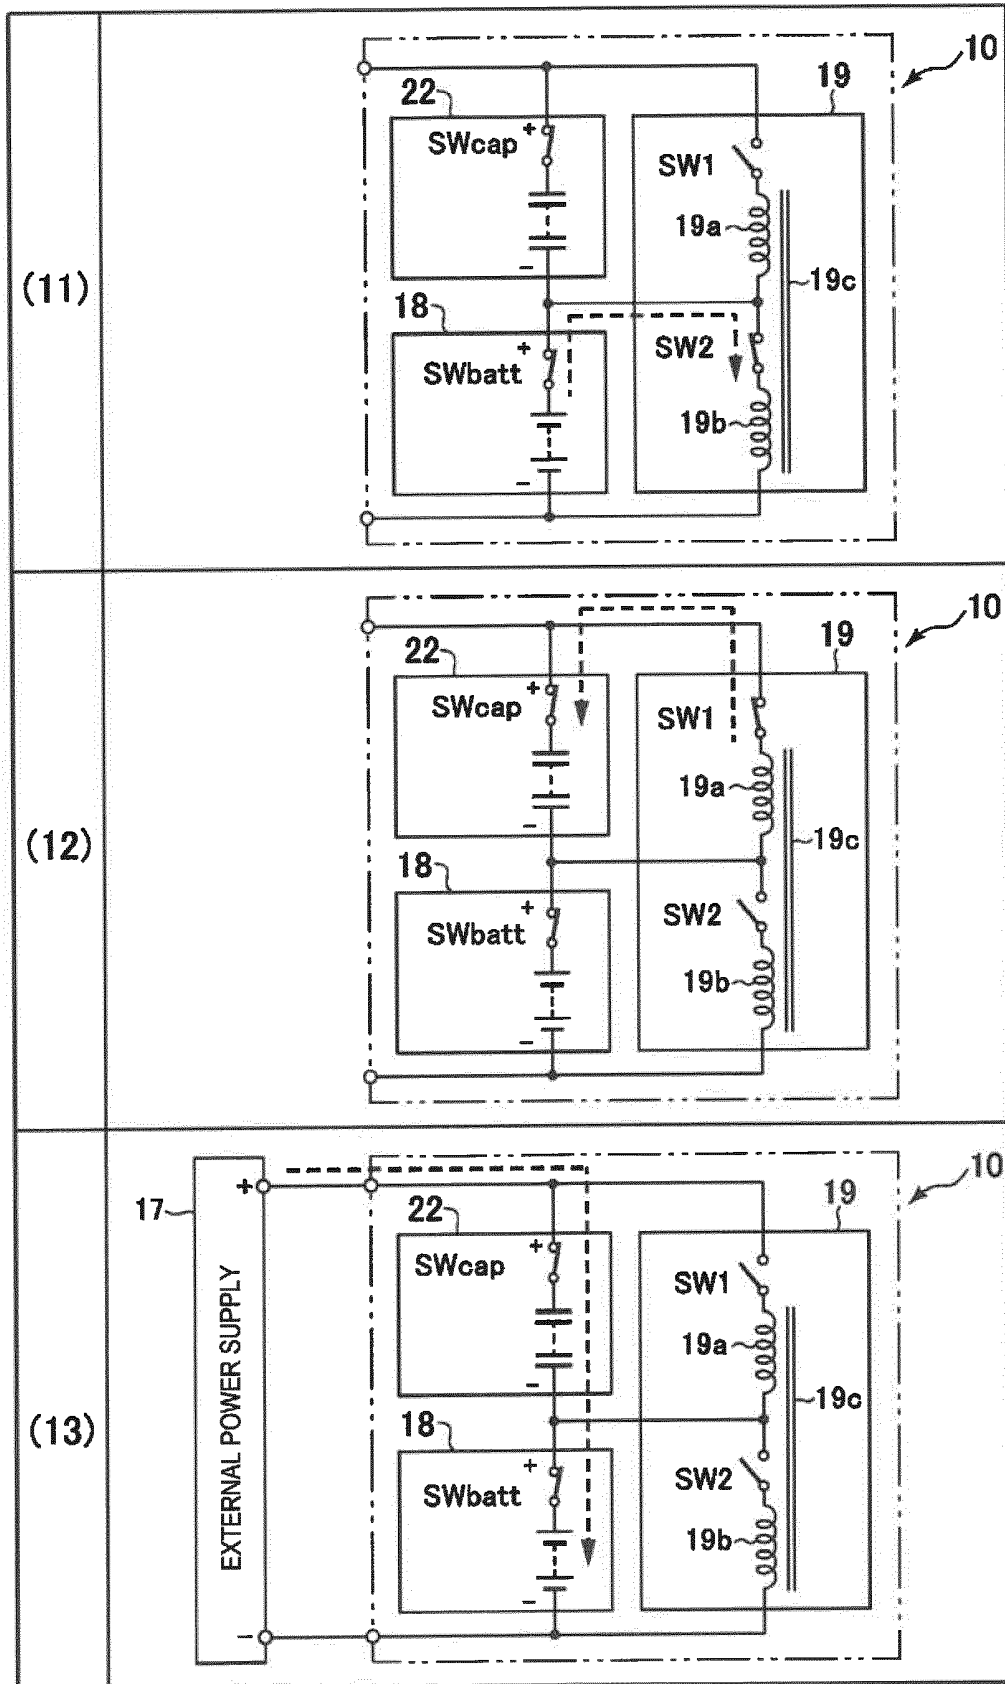 (11)
10
22
19
+
SWcap
SW1
19a
−
19c
18
+
SW2
SWbatt
19b
−
(12)
10
22
19
+
SWcap
SW1
19a
−
19c
18
+
SW2
SWbatt
19b
−
(13)
10
17
EXTERNAL POWER SUPPLY
+
−
22
19
+
SWcap
SW1
19a
−
19c
18
+
SW2
SWbatt
19b
−